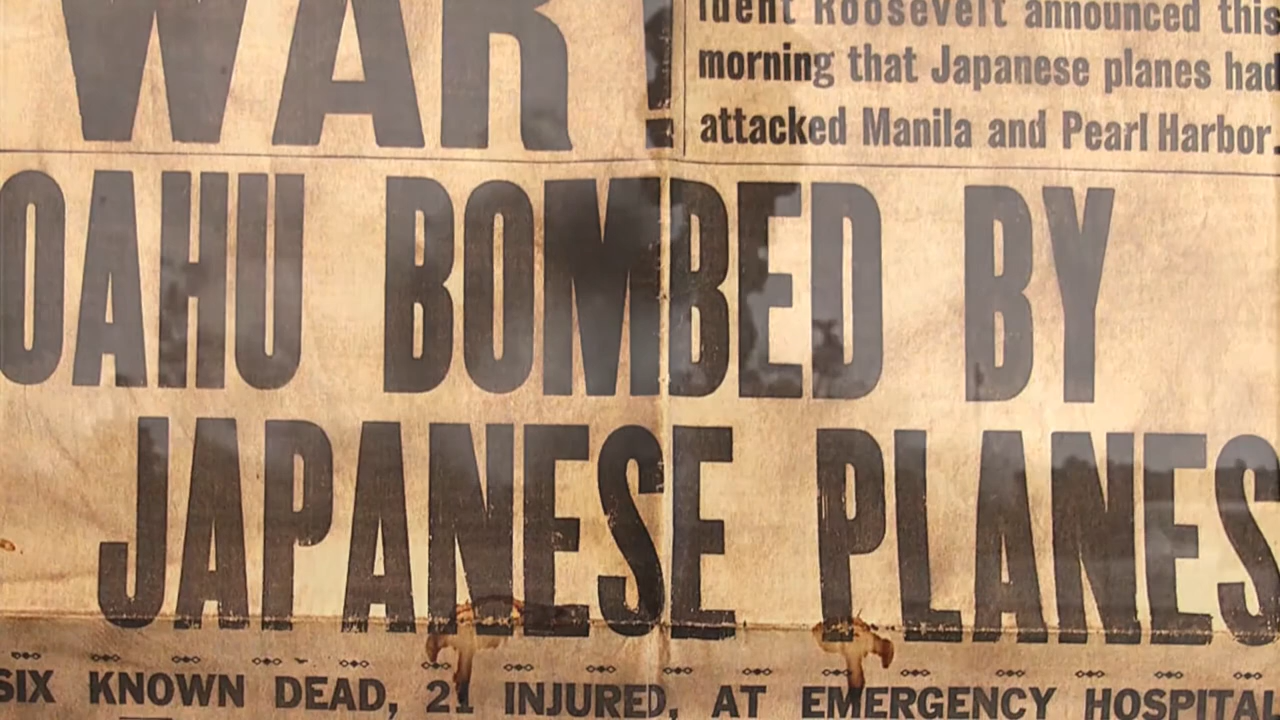 WAR!
ident Roosevelt announced this
morning that Japanese planes had
attacked Manila and Pearl Harbor.
OAHU BOMBED BY
JAPANESE PLANES
SIX KNOWN DEAD, 21 INJURED, AT EMERGENCY HOSPITAL